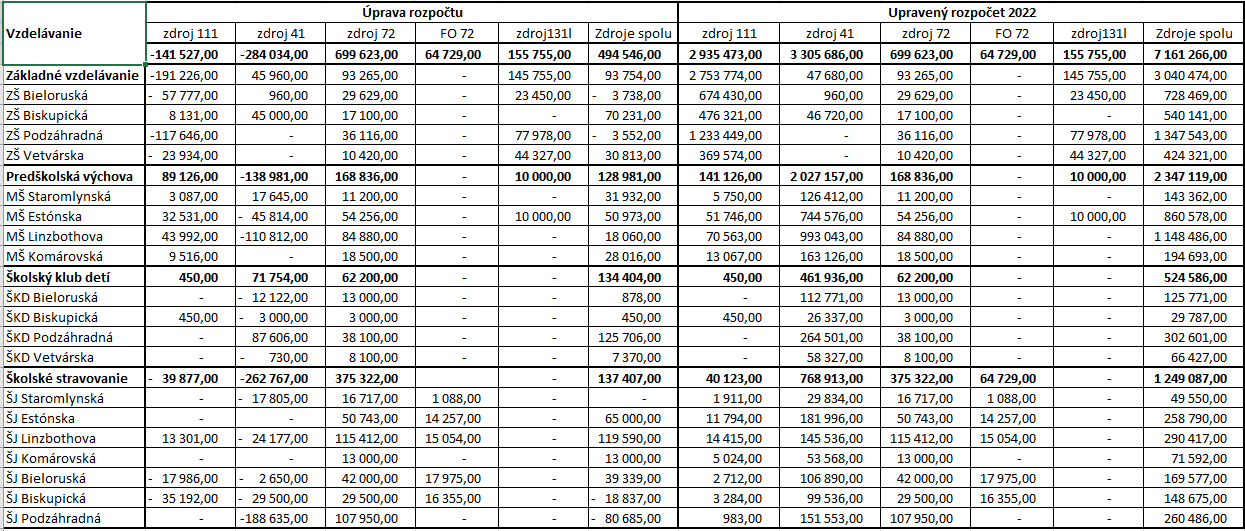 Vzdelávanie Úprava rozpočtu Upravený rozpočet 2022
zdroj 111 zdroj 41 zdroj 72 FO 72 zdroj131l Zdroje spolu zdroj 111 zdroj 41 zdroj 72 FO 72 zdroj131l Zdroje spolu
-141 527,00 -284 034,00 699 623,00 64 729,00 155 755,00 494 546,00 2 935 473,00 3 305 686,00 699 623,00 64 729,00 155 755,00 7 161 266,00
Základné vzdelávanie -191 226,00 45 960,00 93 265,00 - 145 755,00 93 754,00 2 753 774,00 47 680,00 93 265,00 - 145 755,00 3 040 474,00
ZŠ Bieloruská - 57 777,00 960,00 29 629,00 - 23 450,00 - 3 738,00 674 430,00 960,00 29 629,00 - 23 450,00 728 469,00
ZŠ Biskupická 8 131,00 45 000,00 17 100,00 - - 70 231,00 476 321,00 46 720,00 17 100,00 - - 540 141,00
ZŠ Podzáhradná -117 646,00 - 36 116,00 - 77 978,00 - 3 552,00 1 233 449,00 - 36 116,00 - 77 978,00 1 347 543,00
ZŠ Vetvárska - 23 934,00 - 10 420,00 - 44 327,00 30 813,00 369 574,00 - 10 420,00 - 44 327,00 424 321,00
Predškolská výchova 89 126,00 -138 981,00 168 836,00 - 10 000,00 128 981,00 141 126,00 2 027 157,00 168 836,00 - 10 000,00 2 347 119,00
MŠ Staromlynská 3 087,00 17 645,00 11 200,00 - - 31 932,00 5 750,00 126 412,00 11 200,00 - - 143 362,00
MŠ Estónska 32 531,00 - 45 814,00 54 256,00 - 10 000,00 50 973,00 51 746,00 744 576,00 54 256,00 - 10 000,00 860 578,00
MŠ Linzbothova 43 992,00 -110 812,00 84 880,00 - - 18 060,00 70 563,00 993 043,00 84 880,00 - - 1 148 486,00
MŠ Komárovská 9 516,00 - 18 500,00 - - 28 016,00 13 067,00 163 126,00 18 500,00 - - 194 693,00
Školský klub detí 450,00 71 754,00 62 200,00 - - 134 404,00 450,00 461 936,00 62 200,00 - - 524 586,00
ŠKD Bieloruská - - 12 122,00 13 000,00 - - 878,00 - 112 771,00 13 000,00 - - 125 771,00
ŠKD Biskupická 450,00 - 3 000,00 3 000,00 - - 450,00 450,00 26 337,00 3 000,00 - - 29 787,00
ŠKD Podzáhradná - 87 606,00 38 100,00 - - 125 706,00 - 264 501,00 38 100,00 - - 302 601,00
ŠKD Vetvárska - - 730,00 8 100,00 - - 7 370,00 - 58 327,00 8 100,00 - - 66 427,00
Školské stravovanie - 39 877,00 -262 767,00 375 322,00 - - 137 407,00 40 123,00 768 913,00 375 322,00 64 729,00 - 1 249 087,00
ŠJ Staromlynská - - 17 805,00 16 717,00 1 088,00 - - 1 911,00 29 834,00 16 717,00 1 088,00 - 49 550,00
ŠJ Estónska - - 50 743,00 14 257,00 - 65 000,00 11 794,00 181 996,00 50 743,00 14 257,00 - 258 790,00
ŠJ Linzbothova 13 301,00 - 24 177,00 115 412,00 15 054,00 - 119 590,00 14 415,00 145 536,00 115 412,00 15 054,00 - 290 417,00
ŠJ Komárovská - - 13 000,00 - - 13 000,00 5 024,00 53 568,00 13 000,00 - - 71 592,00
ŠJ Bieloruská - 17 986,00 - 2 650,00 42 000,00 17 975,00 - 39 339,00 2 712,00 106 890,00 42 000,00 17 975,00 - 169 577,00
ŠJ Biskupická - 35 192,00 - 29 500,00 29 500,00 16 355,00 - - 18 837,00 3 284,00 99 536,00 29 500,00 16 355,00 - 148 675,00
ŠJ Podzáhradná - -188 635,00 107 950,00 - - - 80 685,00 983,00 151 553,00 107 950,00 - - 260 486,00